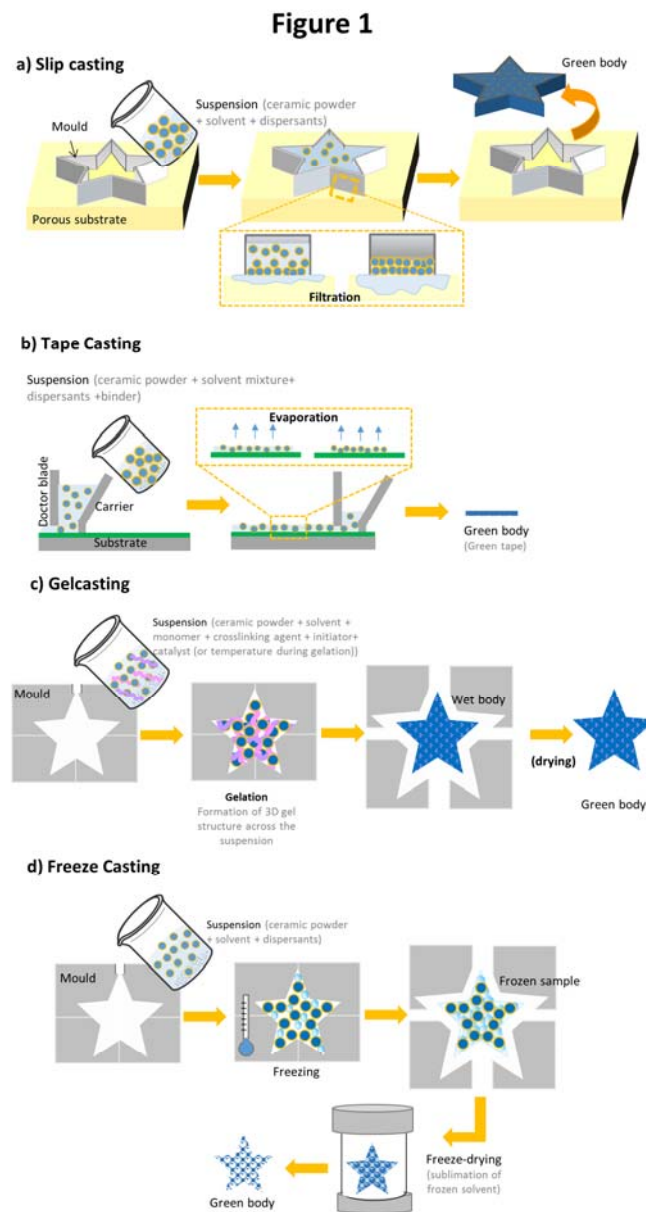 Figure 1
a) Slip casting
Green body
Suspension (ceramic powder
+ solvent + dispersants)
Mould
Porous substrate
Filtration
b) Tape Casting
Suspension (ceramic powder + solvent mixture+
dispersants +binder)
Evaporation
Doctor blade
Carrier
Substrate
Green body
(Green tape)
c) Gelcasting
Suspension (ceramic powder + solvent +
monomer + crosslinking agent + initiator+
catalyst (or temperature during gelation))
Mould
Wet body
(drying)
Gelation
Formation of 3D gel
structure across the
suspension
Green body
d) Freeze Casting
Suspension (ceramic powder
+ solvent + dispersants)
Mould
Frozen sample
Freezing
Freeze-drying
(sublimation of
frozen solvent)
Green body